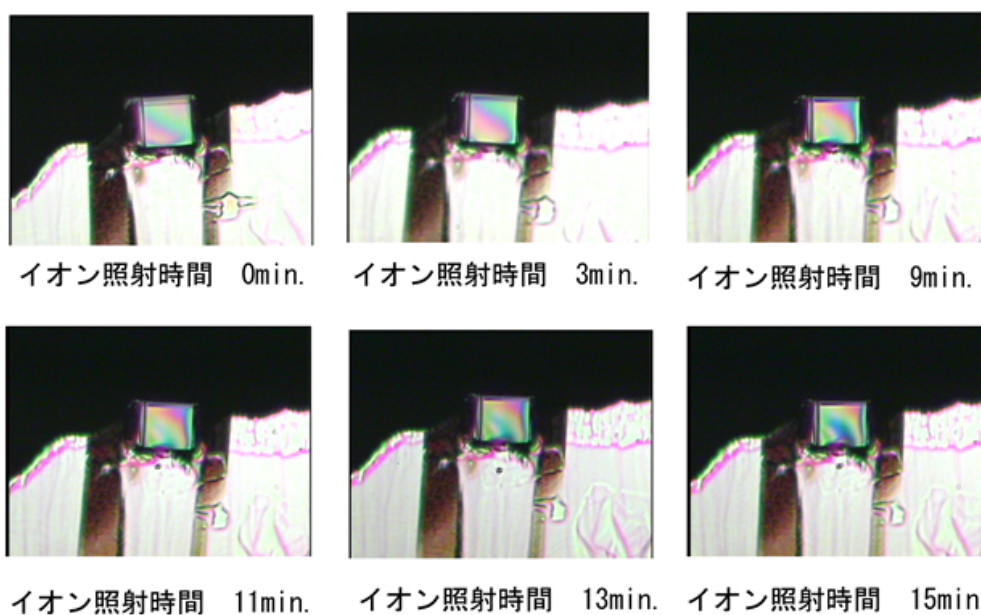 イオン照射時間　0min.
イオン照射時間　3min.
イオン照射時間　9min.
イオン照射時間　11min.
イオン照射時間　13min.
イオン照射時間　15min